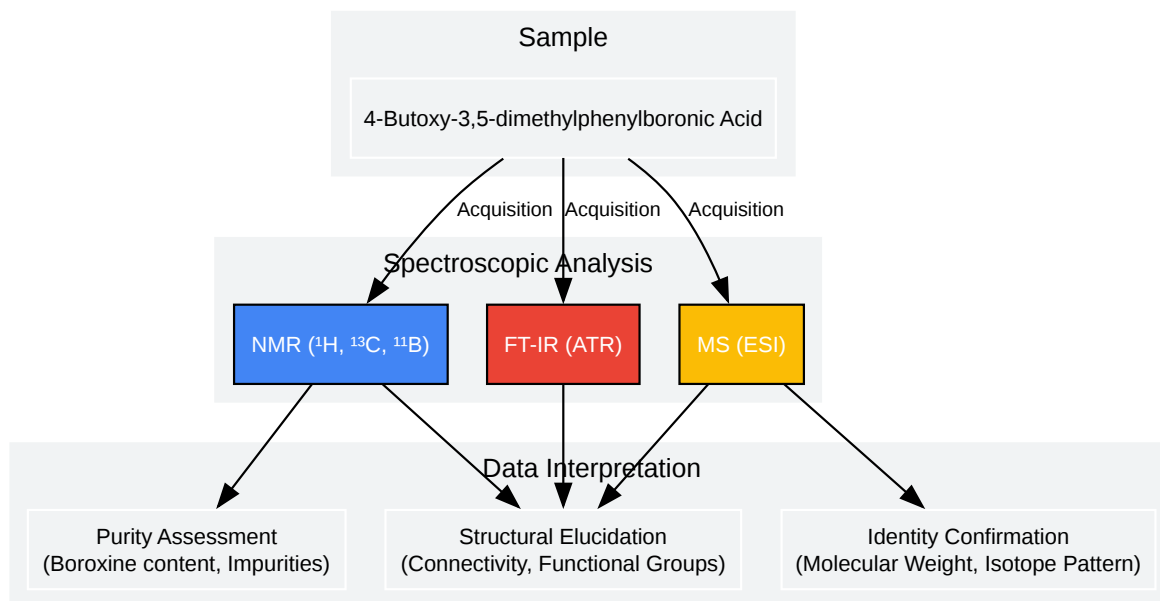 Sample
4-Butoxy-3,5-dimethylphenylboronic Acid
Acquisition Acquisition Acquisition
Spectroscopic Analysis
NMR (¹H, ¹³C, ¹¹B) FT-IR (ATR) MS (ESI)
Data Interpretation
Purity Assessment
(Boroxine content, Impurities)
Structural Elucidation
(Connectivity, Functional Groups)
Identity Confirmation
(Molecular Weight, Isotope Pattern)